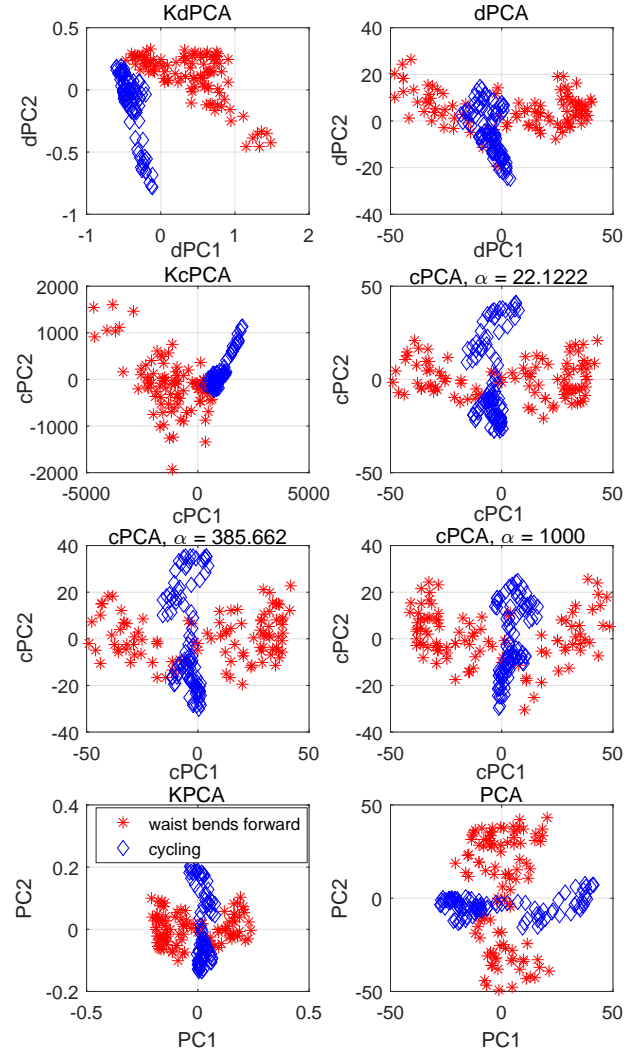 KdPCA
dPCA
0.5
0
-0.5
-1
dPC2
-1
0
1
2
dPC1
40
20
0
-20
-40
dPC2
-50
0
50
dPC1
KcPCA
cPCA, α = 22.1222
2000
1000
0
-1000
-2000
cPC2
-5000
0
5000
cPC1
50
0
-50
cPC2
-50
0
50
cPC1
cPCA, α = 385.662
cPCA, α = 1000
40
20
0
-20
-40
cPC2
-50
0
50
cPC1
40
20
0
-20
-40
cPC2
-50
0
50
cPC1
KPCA
PCA
waist bends forward
cycling
0.4
0.2
0
-0.2
PC2
-0.5
0
0.5
PC1
50
0
-50
PC2
-50
0
50
PC1